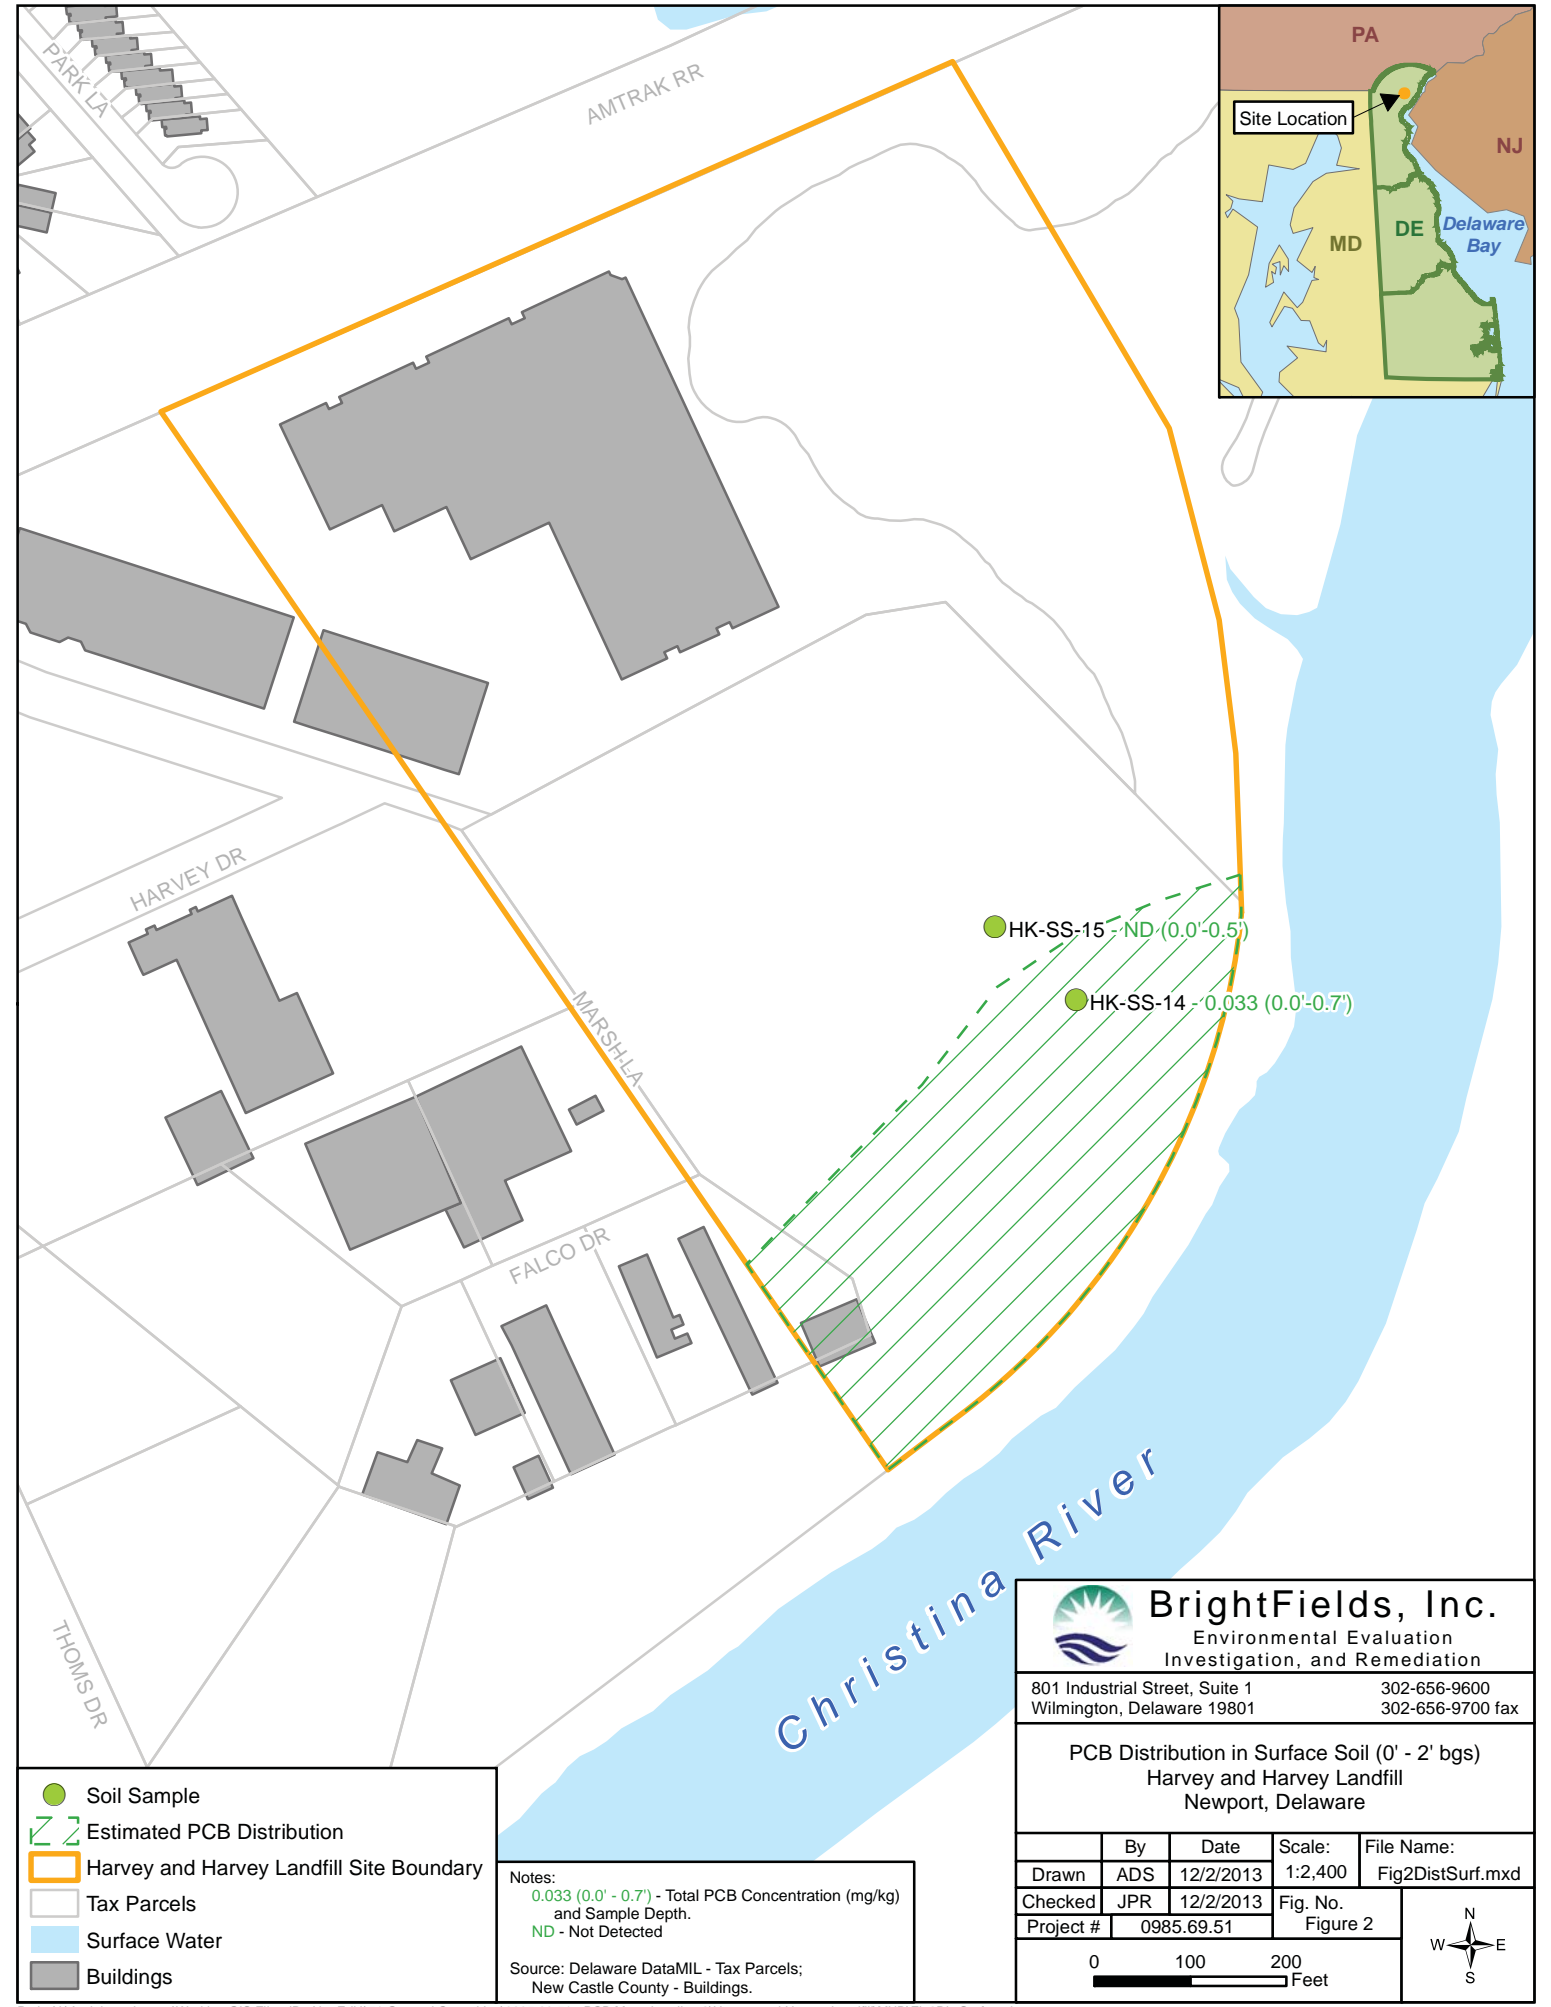 PARK LA
AMTRAK RR
PA
Site Location
NJ
MD
DE
Delaware
Bay
HARVEY DR
HK-SS-15 - ND (0.0'-0.5')
HK-SS-14 - 0.033 (0.0'-0.7')
MARSH LA
FALCO DR
THOMS DR
Christina River
BrightFields, Inc.
Environmental Evaluation
Investigation, and Remediation
801 Industrial Street, Suite 1 302-656-9600
Wilmington, Delaware 19801 302-656-9700 fax
PCB Distribution in Surface Soil (0' - 2' bgs)
Harvey and Harvey Landfill
Newport, Delaware
By Date Scale: File Name:
Drawn ADS 12/2/2013 1:2,400 Fig2DistSurf.mxd
Checked JPR 12/2/2013 Fig. No.
Project # 0985.69.51 Figure 2
0 100 200
Feet
N
W E
S
Soil Sample
Estimated PCB Distribution
Harvey and Harvey Landfill Site Boundary
Tax Parcels
Surface Water
Buildings
Notes:
0.033 (0.0' - 0.7') - Total PCB Concentration (mg/kg)
and Sample Depth.
ND - Not Detected
Source: Delaware DataMIL - Tax Parcels;
New Castle County - Buildings.